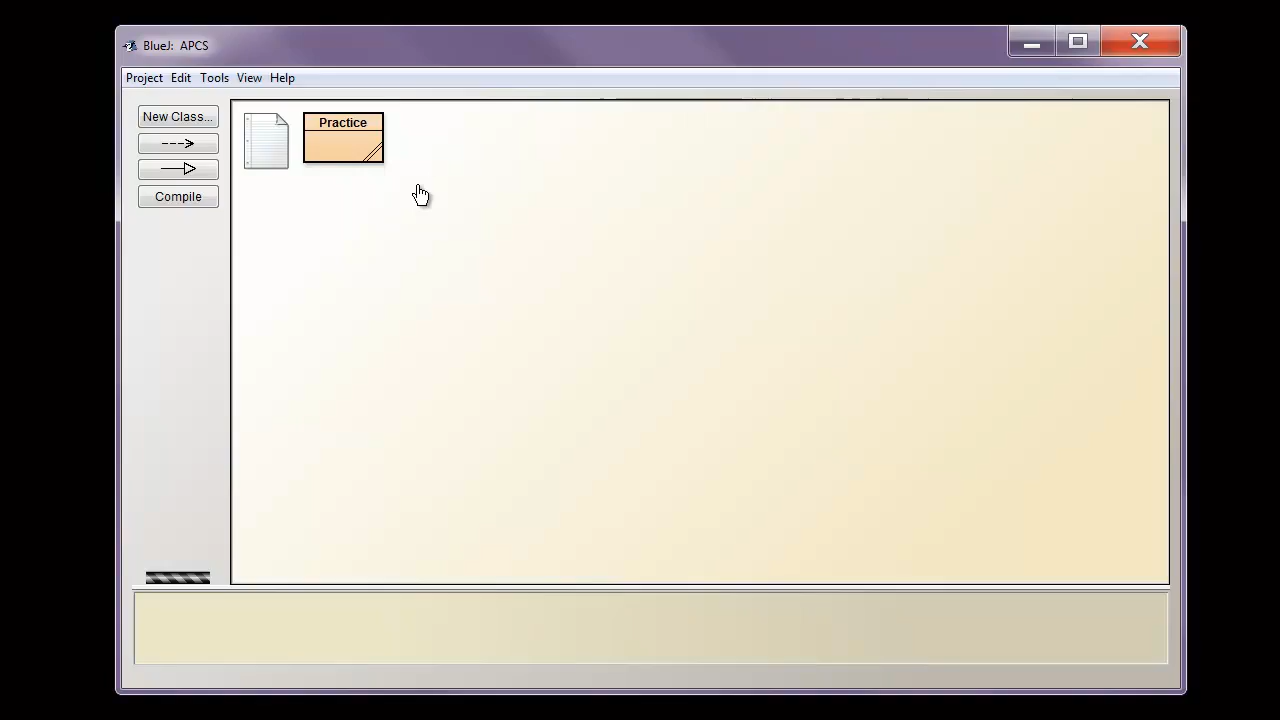 BlueJ: APCS
Project Edit Tools View Help
New Class...
Practice
Compile